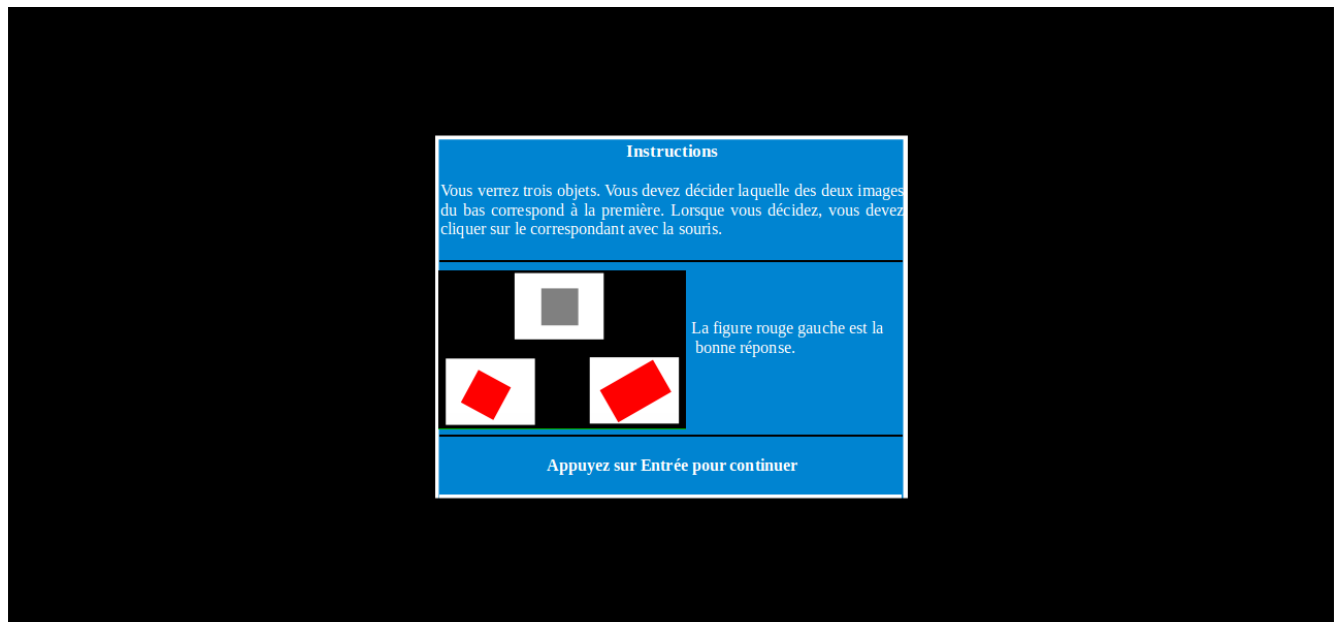 Instructions
Vous verrez trois objets. Vous devez décider laquelle des deux images
du bas correspond à la première. Lorsque vous décidez, vous devez
cliquer sur le correspondant avec la souris.
La figure rouge gauche est la
bonne réponse.
Appuyez sur Entrée pour continuer